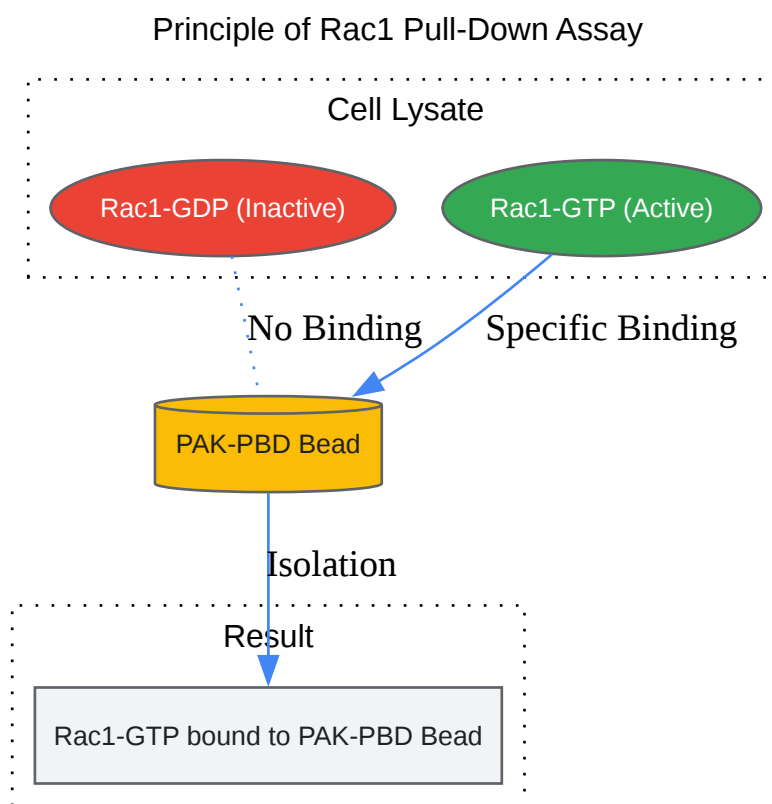 Principle of Rac1 Pull-Down Assay
Cell Lysate
Rac1-GDP (Inactive)
Rac1-GTP (Active)
No Binding
Specific Binding
PAK-PBD Bead
Isolation
Result
Rac1-GTP bound to PAK-PBD Bead